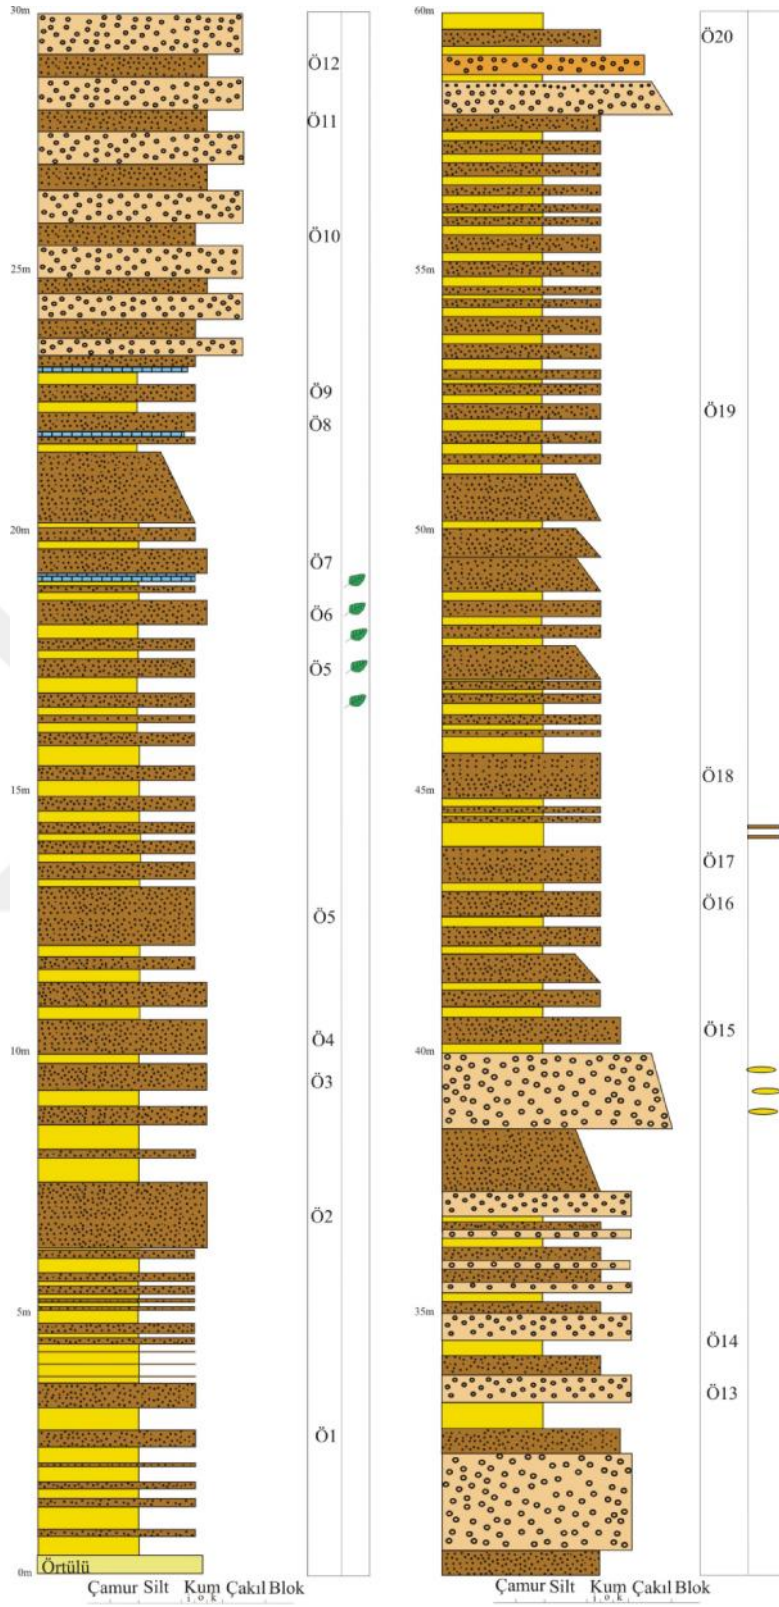 30m
Ö12
Ö11
Ö10
25m
Ö9
Ö8
20m
Ö7
Ö6
Ö5
15m
Ö5
Ö4
10m
Ö3
Ö2
5m
Ö1
Örtülü
0m
Çamur Silt Kum Çakıl Blok
i o k
60m
Ö20
55m
Ö19
50m
Ö18
45m
Ö17
Ö16
Ö15
40m
35m
Ö14
Ö13
Çamur Silt Kum Çakıl Blok
i o k